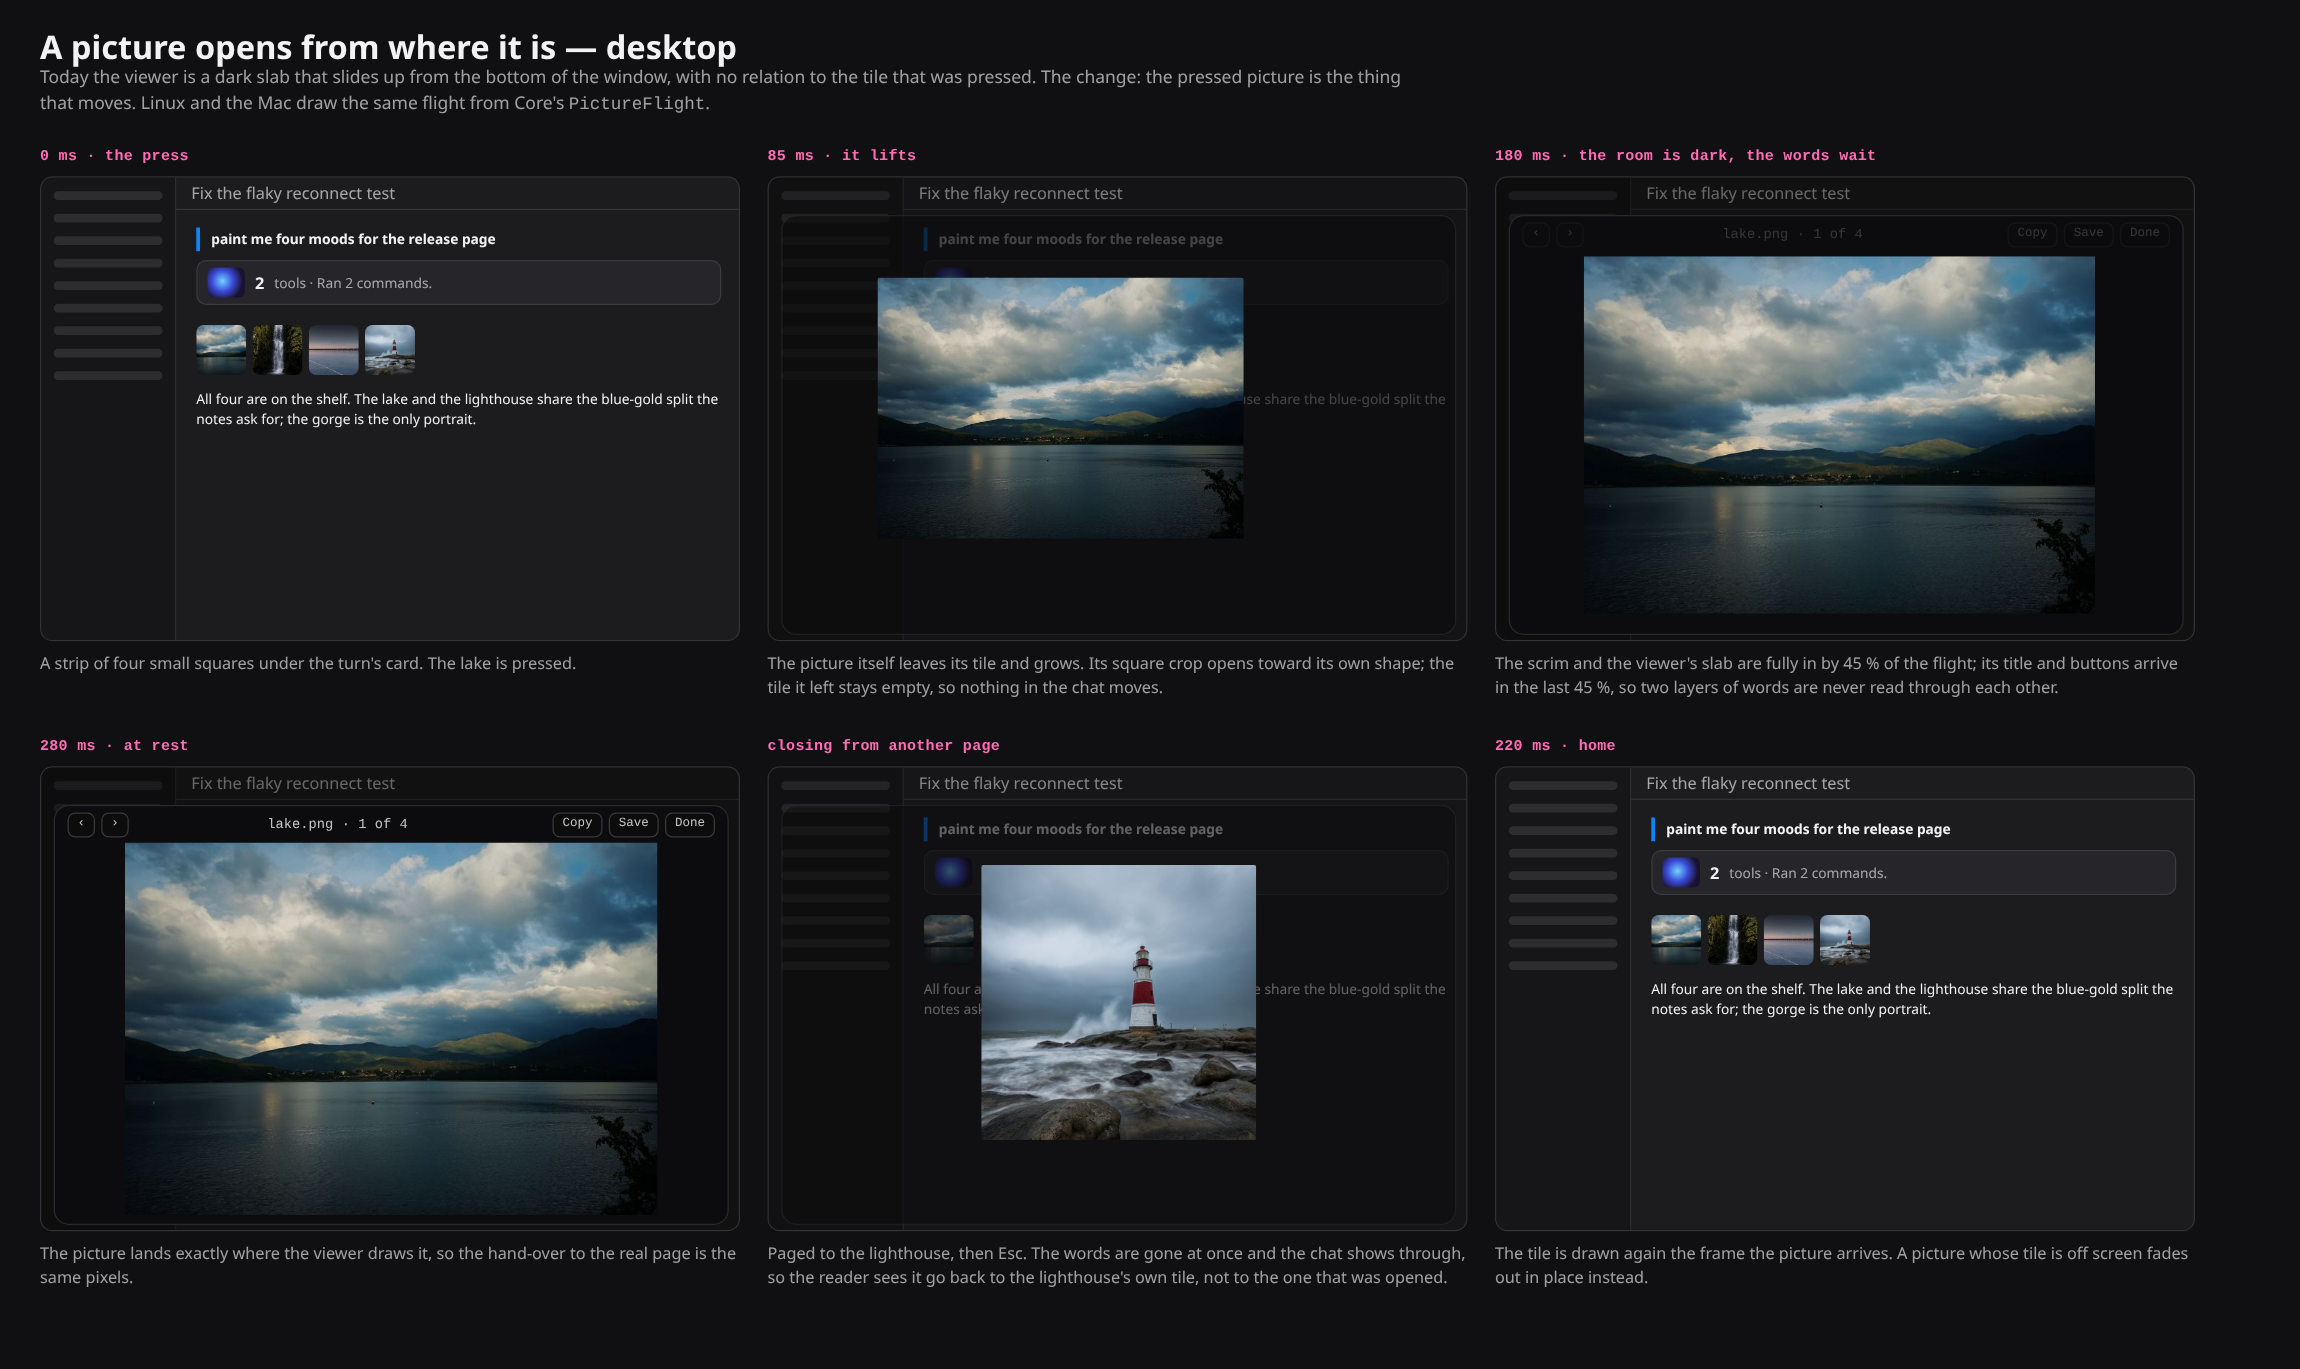 A picture opens from where it is — desktop
Today the viewer is a dark slab that slides up from the bottom of the window, with no relation to the tile that was pressed. The change: the pressed picture is the thing
that moves. Linux and the Mac draw the same flight from Core's PictureFlight.
0 ms · the press
Fix the flaky reconnect test
paint me four moods for the release page
2 tools · Ran 2 commands.
All four are on the shelf. The lake and the lighthouse share the blue-gold split the
notes ask for; the gorge is the only portrait.
A strip of four small squares under the turn's card. The lake is pressed.
85 ms · it lifts
Fix the flaky reconnect test
paint me four moods for the release page
se share the blue-gold split the
The picture itself leaves its tile and grows. Its square crop opens toward its own shape; the
tile it left stays empty, so nothing in the chat moves.
180 ms · the room is dark, the words wait
Fix the flaky reconnect test
‹ › lake.png · 1 of 4 Copy Save Done
The scrim and the viewer's slab are fully in by 45 % of the flight; its title and buttons arrive
in the last 45 %, so two layers of words are never read through each other.
280 ms · at rest
Fix the flaky reconnect test
‹ › lake.png · 1 of 4 Copy Save Done
The picture lands exactly where the viewer draws it, so the hand-over to the real page is the
same pixels.
closing from another page
Fix the flaky reconnect test
paint me four moods for the release page
All four a e share the blue-gold split the
notes ask
Paged to the lighthouse, then Esc. The words are gone at once and the chat shows through,
so the reader sees it go back to the lighthouse's own tile, not to the one that was opened.
220 ms · home
Fix the flaky reconnect test
paint me four moods for the release page
2 tools · Ran 2 commands.
All four are on the shelf. The lake and the lighthouse share the blue-gold split the
notes ask for; the gorge is the only portrait.
The tile is drawn again the frame the picture arrives. A picture whose tile is off screen fades
out in place instead.